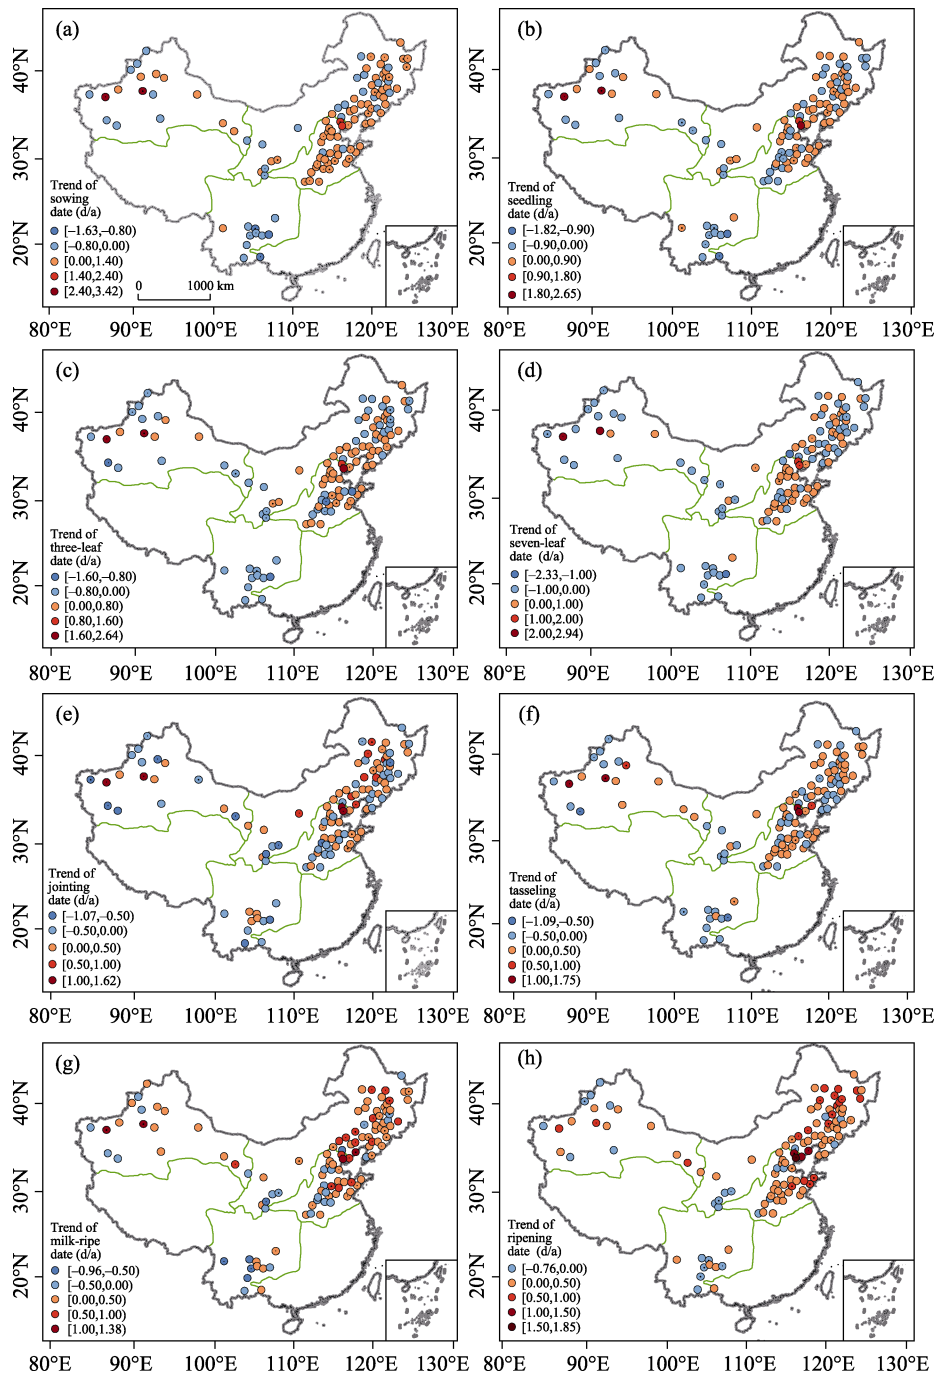 (a)
40°N
30°N
20°N
Trend of
sowing
date (d/a)
[−1.63,−0.80)
[−0.80,0.00)
[0.00,1.40)
[1.40,2.40)
[2.40,3.42)
0 1000 km
80°E 90°E 100°E 110°E 120°E 130°E
(b)
40°N
30°N
20°N
Trend of
seedling
date (d/a)
[−1.82,−0.90)
[−0.90,0.00)
[0.00,0.90)
[0.90,1.80)
[1.80,2.65)
80°E 90°E 100°E 110°E 120°E 130°E
(c)
40°N
30°N
20°N
Trend of
three-leaf
date (d/a)
[−1.60,−0.80)
[−0.80,0.00)
[0.00,0.80)
[0.80,1.60)
[1.60,2.64)
80°E 90°E 100°E 110°E 120°E 130°E
(d)
40°N
30°N
20°N
Trend of
seven-leaf
date (d/a)
[−2.33,−1.00)
[−1.00,0.00)
[0.00,1.00)
[1.00,2.00)
[2.00,2.94)
80°E 90°E 100°E 110°E 120°E 130°E
(e)
40°N
30°N
20°N
Trend of
jointing
date (d/a)
[−1.07,−0.50)
[−0.50,0.00)
[0.00,0.50)
[0.50,1.00)
[1.00,1.62)
80°E 90°E 100°E 110°E 120°E 130°E
(f)
40°N
30°N
20°N
Trend of
tasseling
date (d/a)
[−1.09,−0.50)
[−0.50,0.00)
[0.00,0.50)
[0.50,1.00)
[1.00,1.75)
80°E 90°E 100°E 110°E 120°E 130°E
(g)
40°N
30°N
20°N
Trend of
milk-ripe
date (d/a)
[−0.96,−0.50)
[−0.50,0.00)
[0.00,0.50)
[0.50,1.00)
[1.00,1.38)
80°E 90°E 100°E 110°E 120°E 130°E
(h)
40°N
30°N
20°N
Trend of
ripening
date (d/a)
[−0.76,0.00)
[0.00,0.50)
[0.50,1.00)
[1.00,1.50)
[1.50,1.85)
80°E 90°E 100°E 110°E 120°E 130°E